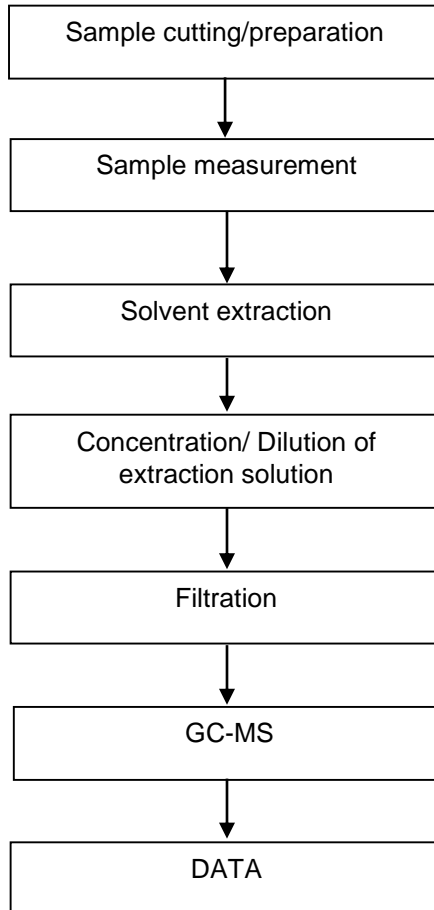 Sample cutting/preparation
Sample measurement
Solvent extraction
Concentration/ Dilution of
extraction solution
Filtration
GC-MS
DATA